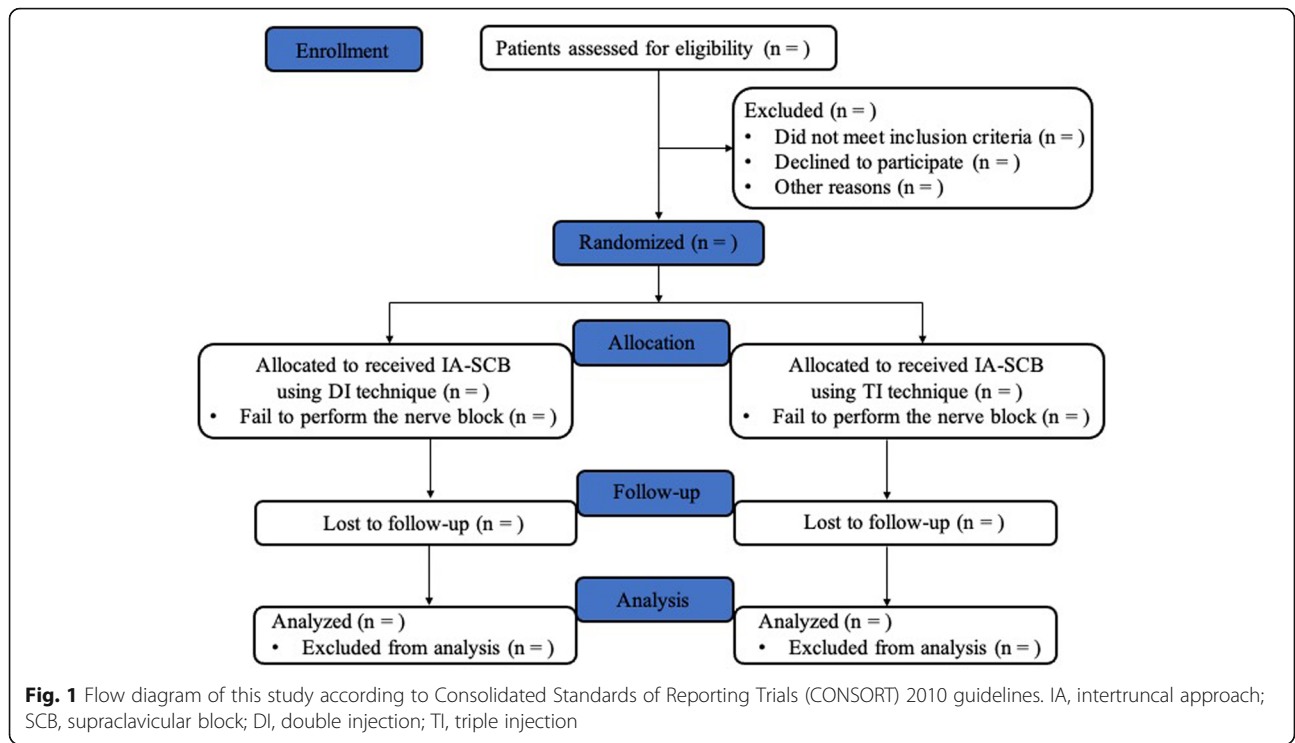 Enrollment
Patients assessed for eligibility (n = )
Excluded (n = )
• Did not meet inclusion criteria (n = )
• Declined to participate (n = )
• Other reasons (n = )
Randomized (n = )
Allocation
Allocated to received IA-SCB
using DI technique (n = )
• Fail to perform the nerve block (n = )
Allocated to received IA-SCB
using TI technique (n = )
• Fail to perform the nerve block (n = )
Follow-up
Lost to follow-up (n = )
Lost to follow-up (n = )
Analysis
Analyzed (n = )
• Excluded from analysis (n = )
Analyzed (n = )
• Excluded from analysis (n = )
Fig. 1 Flow diagram of this study according to Consolidated Standards of Reporting Trials (CONSORT) 2010 guidelines. IA, intertruncal approach;
SCB, supraclavicular block; DI, double injection; TI, triple injection